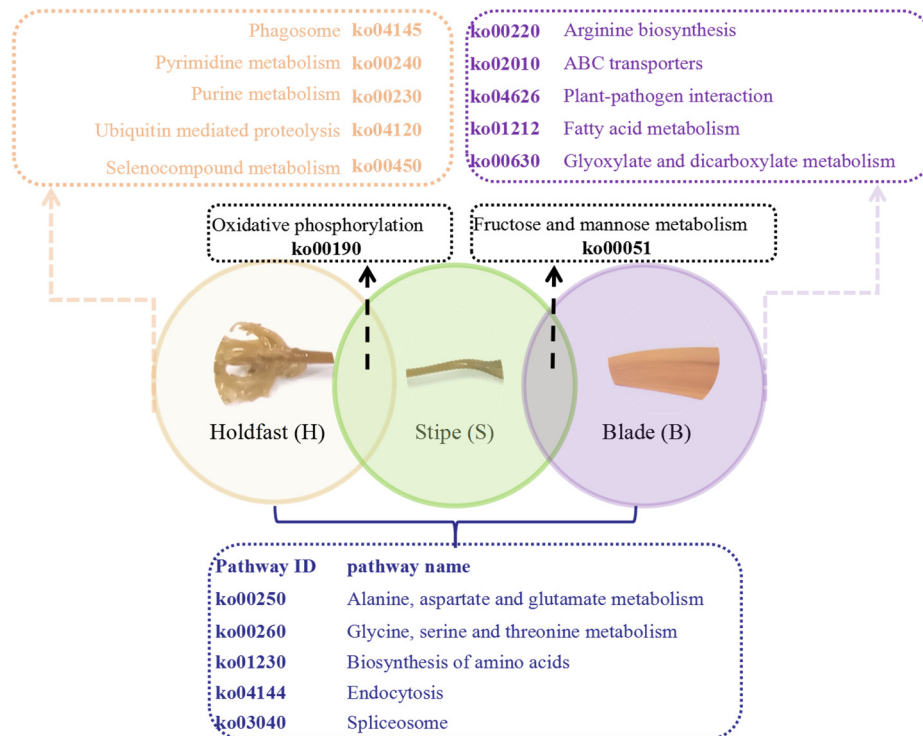 Phagosome ko04145
Pyrimidine metabolism ko00240
Purine metabolism ko00230
Ubiquitin mediated proteolysis ko04120
Selenocompound metabolism ko00450
ko00220 Arginine biosynthesis
ko02010 ABC transporters
ko04626 Plant-pathogen interaction
ko01212 Fatty acid metabolism
ko00630 Glyoxylate and dicarboxylate metabolism
Oxidative phosphorylation
ko00190
Fructose and mannose metabolism
ko00051
Holdfast (H)
Stipe (S)
Blade (B)
Pathway ID pathway name
ko00250 Alanine, aspartate and glutamate metabolism
ko00260 Glycine, serine and threonine metabolism
ko01230 Biosynthesis of amino acids
ko04144 Endocytosis
ko03040 Spliceosome